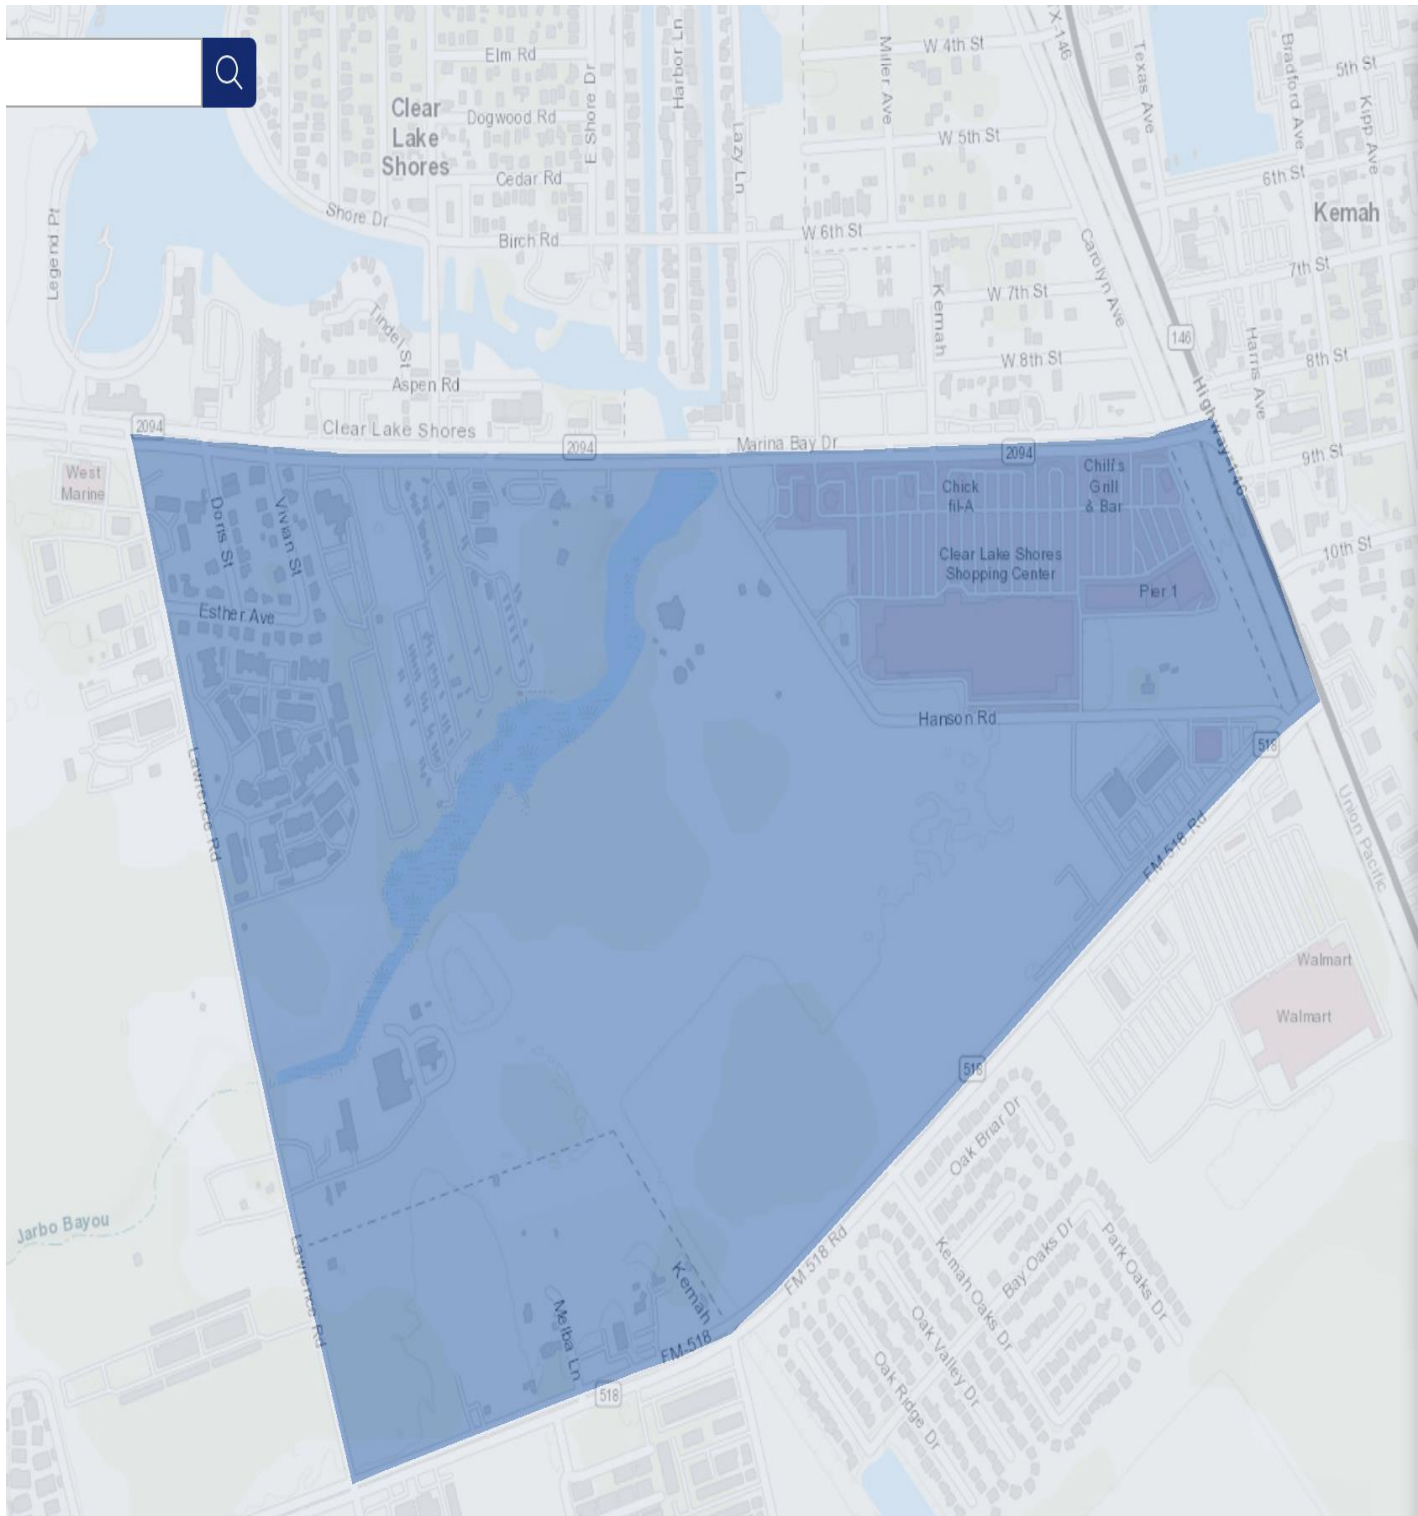 Elm Rd
Harbor Ln
Miller Ave
W 4th St
TX-146
Texas Ave
Bradford Ave
5th St
Kipp Ave
Clear
Lake
Shores
Dogwood Rd
E Shore Dr
Lazy Ln
W 5th St
Cedar Rd
6th St
Legend Pt
Shore Dr
Birch Rd
W 6th St
Kemah
Carolyn Ave
7th St
Kemah
W 7th St
Tindel St
146
Harris Ave
8th St
W 8th St
Aspen Rd
Highway-146
2094
Clear Lake Shores
2094
Marina Bay Dr
2094
9th St
West
Marine
Chick
fil-A
Chili's
Grill
& Bar
Doris St
Vivian St
10th St
Clear Lake Shores
Shopping Center
Pier 1
Esther Ave
Hanson Rd
518
Lawrence Rd
FM 518 Rd
Union Pacific
Walmart
Walmart
518
Oak Briar Dr
Jarbo Bayou
Lawrence Rd
Kemah
FM 518 Rd
Kemah Oaks Dr
Bay Oaks Dr
Park Oaks Dr
Melba Ln
FM-518
518
Oak Valley Dr
Oak Ridge Dr